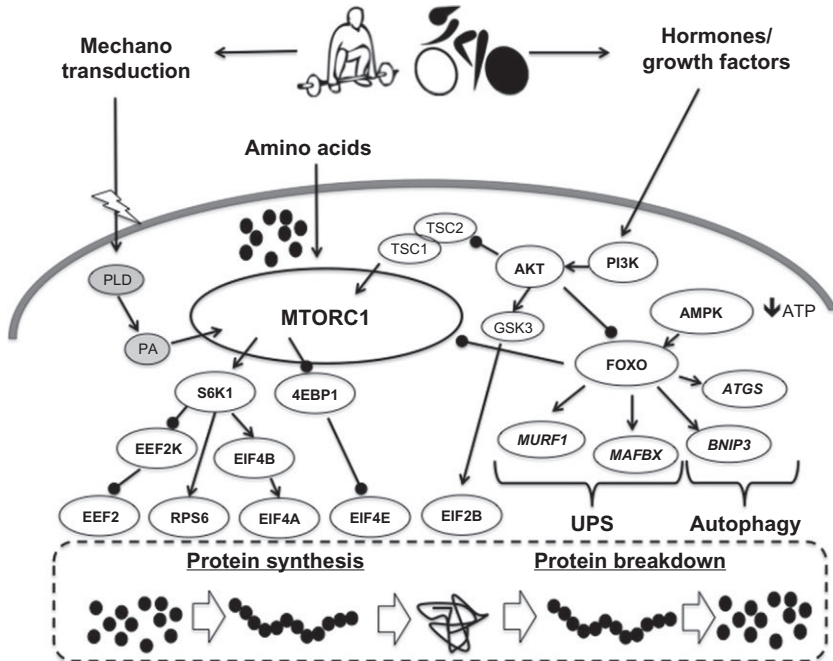 Mechano
transduction
Hormones/
growth factors
Amino acids
TSC2
TSC1
AKT
PI3K
PLD
MTORC1
GSK3
AMPK
ATP
PA
FOXO
S6K1
4EBP1
ATGS
EEF2K
EIF4B
MURF1
MAFBX
BNIP3
EEF2
RPS6
EIF4A
EIF4E
EIF2B
UPS
Autophagy
Protein synthesis
Protein breakdown